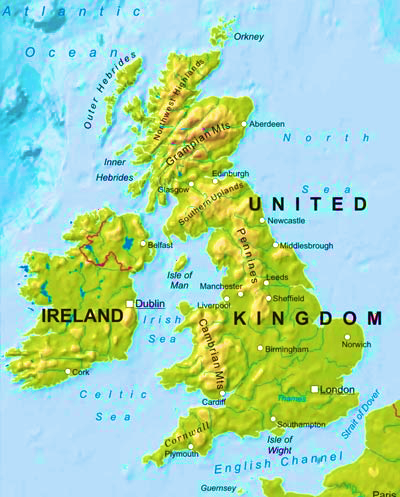 Atlantic
Ocean
Orkney
Outer Hebrides
Northwest Highlands
Grampian Mts
Aberdeen
North
Sea
Inner
Hebrides
Glasgow
Edinburgh
Southern Uplands
UNITED
Newcastle
Belfast
Middlesbrough
Pennines
Isle of
Man
Leeds
Manchester
Liverpool
Sheffield
Dublin
IRELAND
Irish
Sea
KINGDOM
Norwich
Cambrian Mts
Birmingham
Cork
Celtic
Sea
Cardiff
London
Thames
Strait of Dover
Cornwall
Southampton
Plymouth
Isle of
Wight
English Channel
Guernsey
Paris